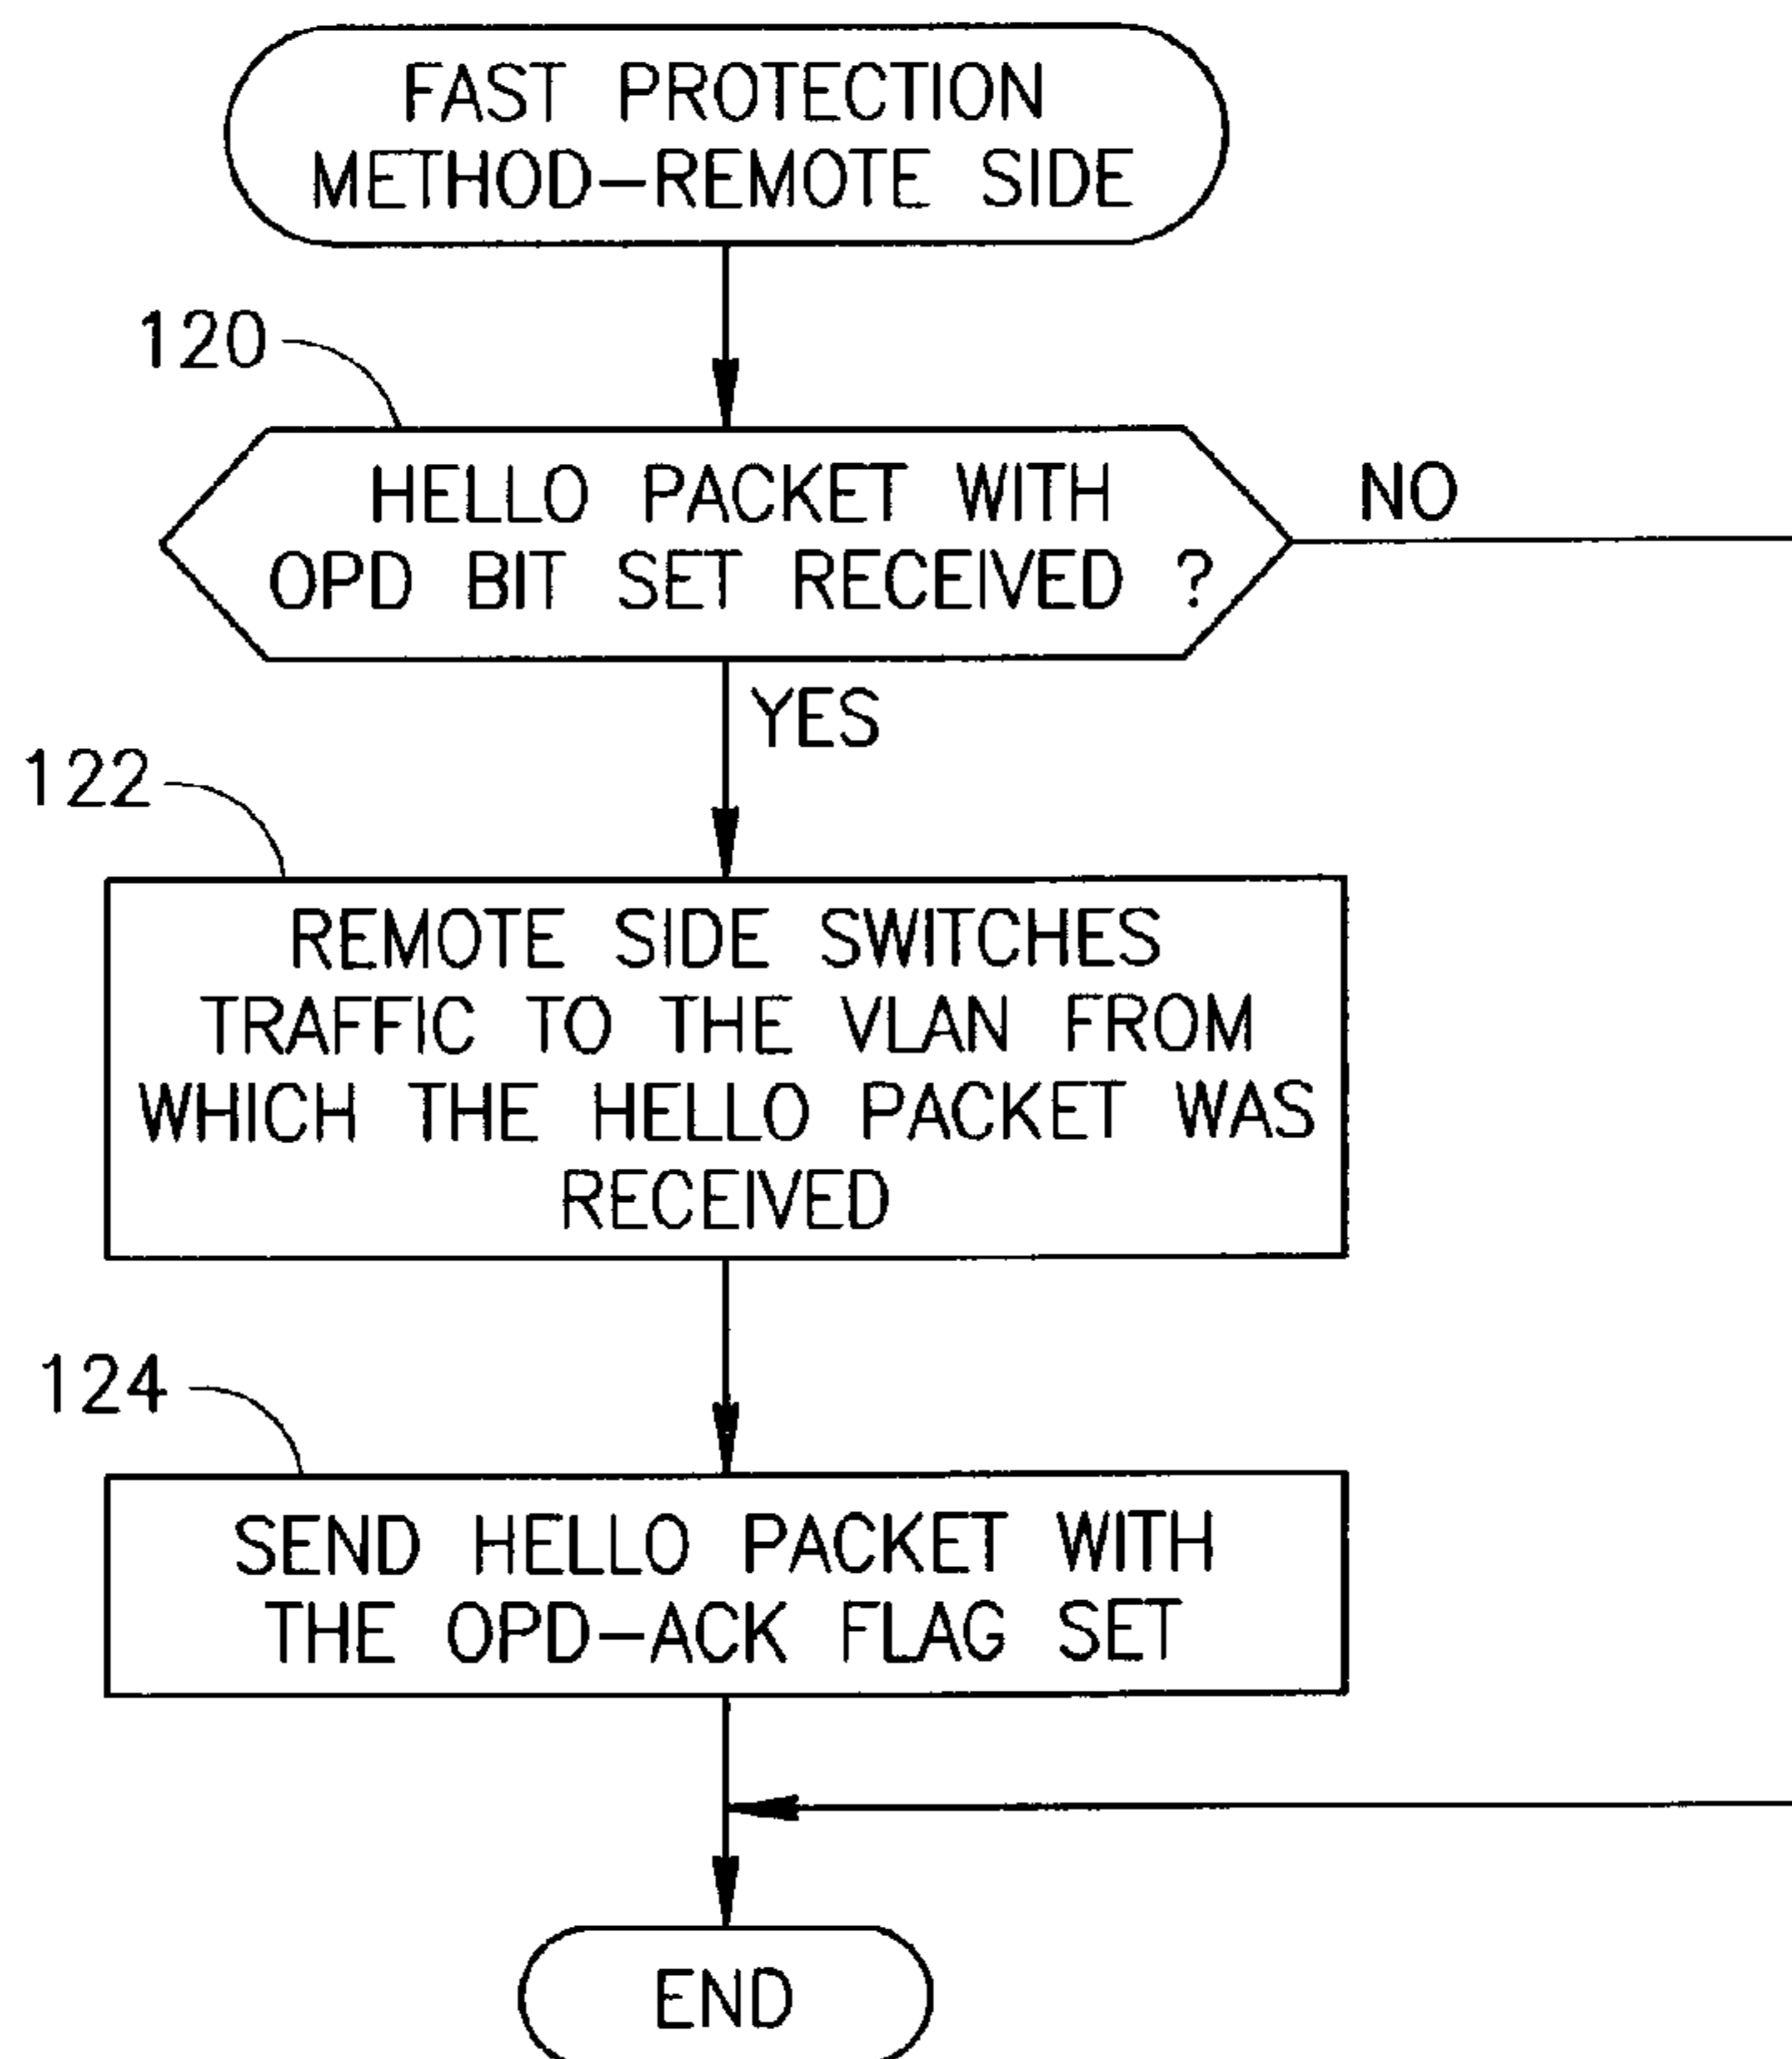 FAST PROTECTION
METHOD–REMOTE SIDE
120
HELLO PACKET WITH
OPD BIT SET RECEIVED ?
NO
YES
122
REMOTE SIDE SWITCHES
TRAFFIC TO THE VLAN FROM
WHICH THE HELLO PACKET WAS
RECEIVED
124
SEND HELLO PACKET WITH
THE OPD–ACK FLAG SET
END